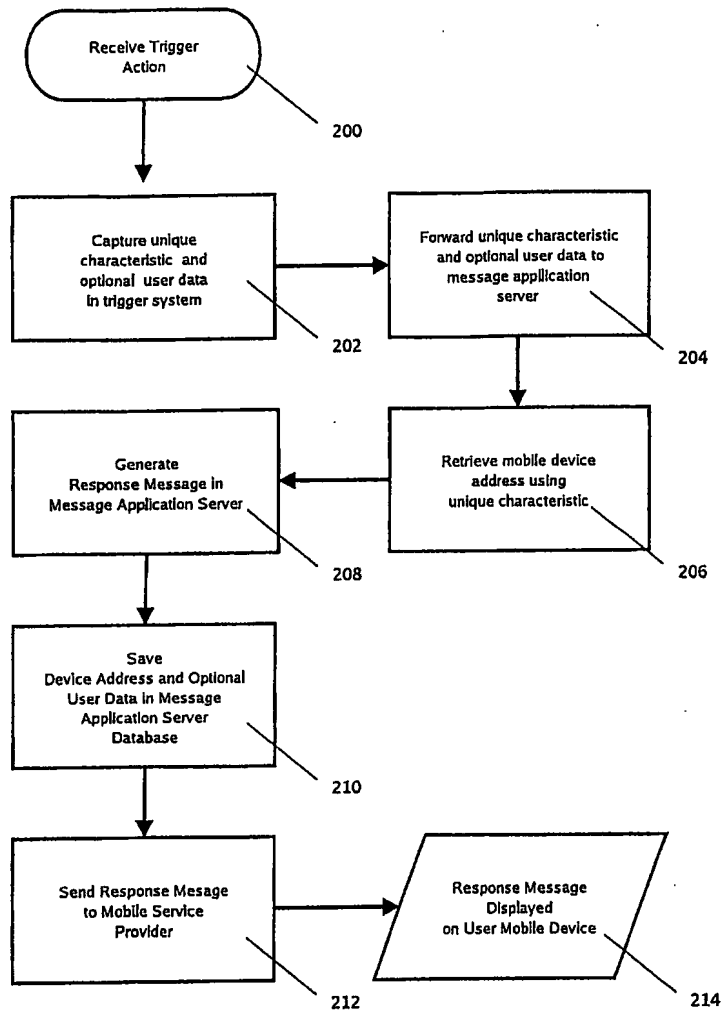 Receive Trigger
Action
200
Capture unique
characteristic and
optional user data
in trigger system
202
Forward unique characteristic
and optional user data to
message application
server
204
Retrieve mobile device
address using
unique characteristic
206
Generate
Response Message in
Message Application Server
208
Save
Device Address and Optional
User Data in Message
Application Server
Database
210
Send Response Mesage
to Mobile Service
Provider
212
Response Message
Displayed
on User Mobile Device
214